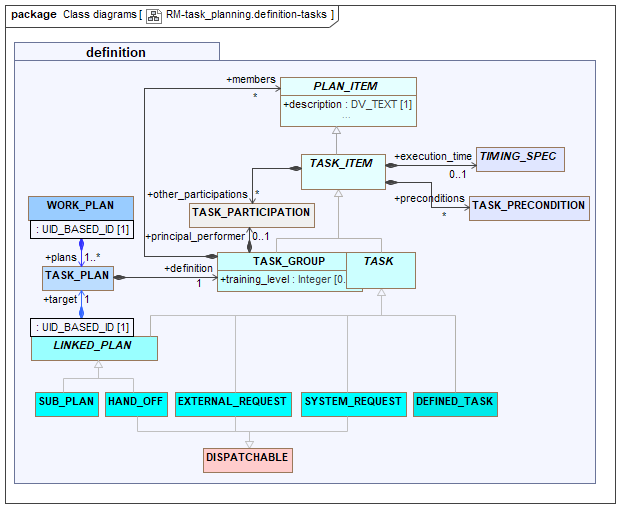 package Class diagrams [ RM-task_planning.definition-tasks ]
definition
+members
*
PLAN_ITEM
+description : DV_TEXT [1]
...
TASK_ITEM
+execution_time
0..1
TIMING_SPEC
+other_participations
*
+preconditions
*
TASK_PRECONDITION
WORK_PLAN
: UID_BASED_ID [1]
TASK_PARTICIPATION
+principal_performer
0..1
+plans
1..*
TASK_PLAN
+definition
1
TASK_GROUP
+training_level : Integer [0..
TASK
+target
1
: UID_BASED_ID [1]
LINKED_PLAN
SUB_PLAN
HAND_OFF
EXTERNAL_REQUEST
SYSTEM_REQUEST
DEFINED_TASK
DISPATCHABLE